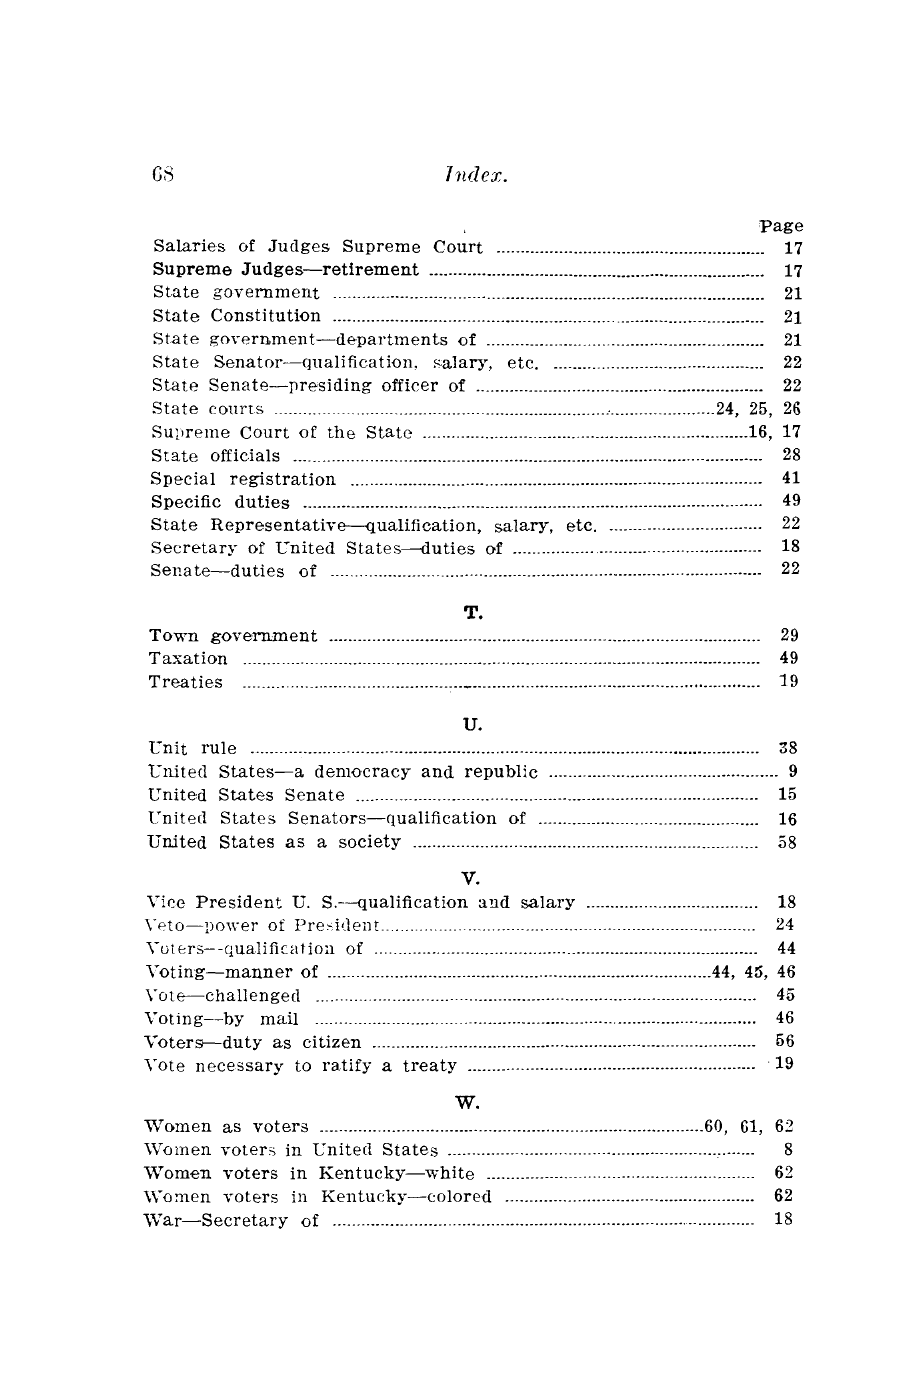 68 Index.
Page
Salaries of Judges Supreme Court 17
Supreme Judges—retirement 17
State government 21
State Constitution 21
State government—departments of 21
State Senator—qualification, salary, etc. 22
State Senate—presiding officer of 22
State courts 24, 25, 26
Supreme Court of the State 16, 17
State officials 28
Special registration 41
Specific duties 49
State Representative—qualification, salary, etc. 22
Secretary of United States—duties of 18
Senate—duties of 22
T.
Town government 29
Taxation 49
Treaties 19
U.
Unit rule 38
United States—a democracy and republic 9
United States Senate 15
United States Senators—qualification of 16
United States as a society 58
V.
Vice President U. S.—qualification and salary 18
Veto—power of President 24
Voters--qualification of 44
Voting—manner of 44, 45, 46
Vote—challenged 45
Voting—by mail 46
Voters—duty as citizen 56
Vote necessary to ratify a treaty 19
W.
Women as voters 60, 61, 62
Women voters in United States 8
Women voters in Kentucky—white 62
Women voters in Kentucky—colored 62
War—Secretary of 18